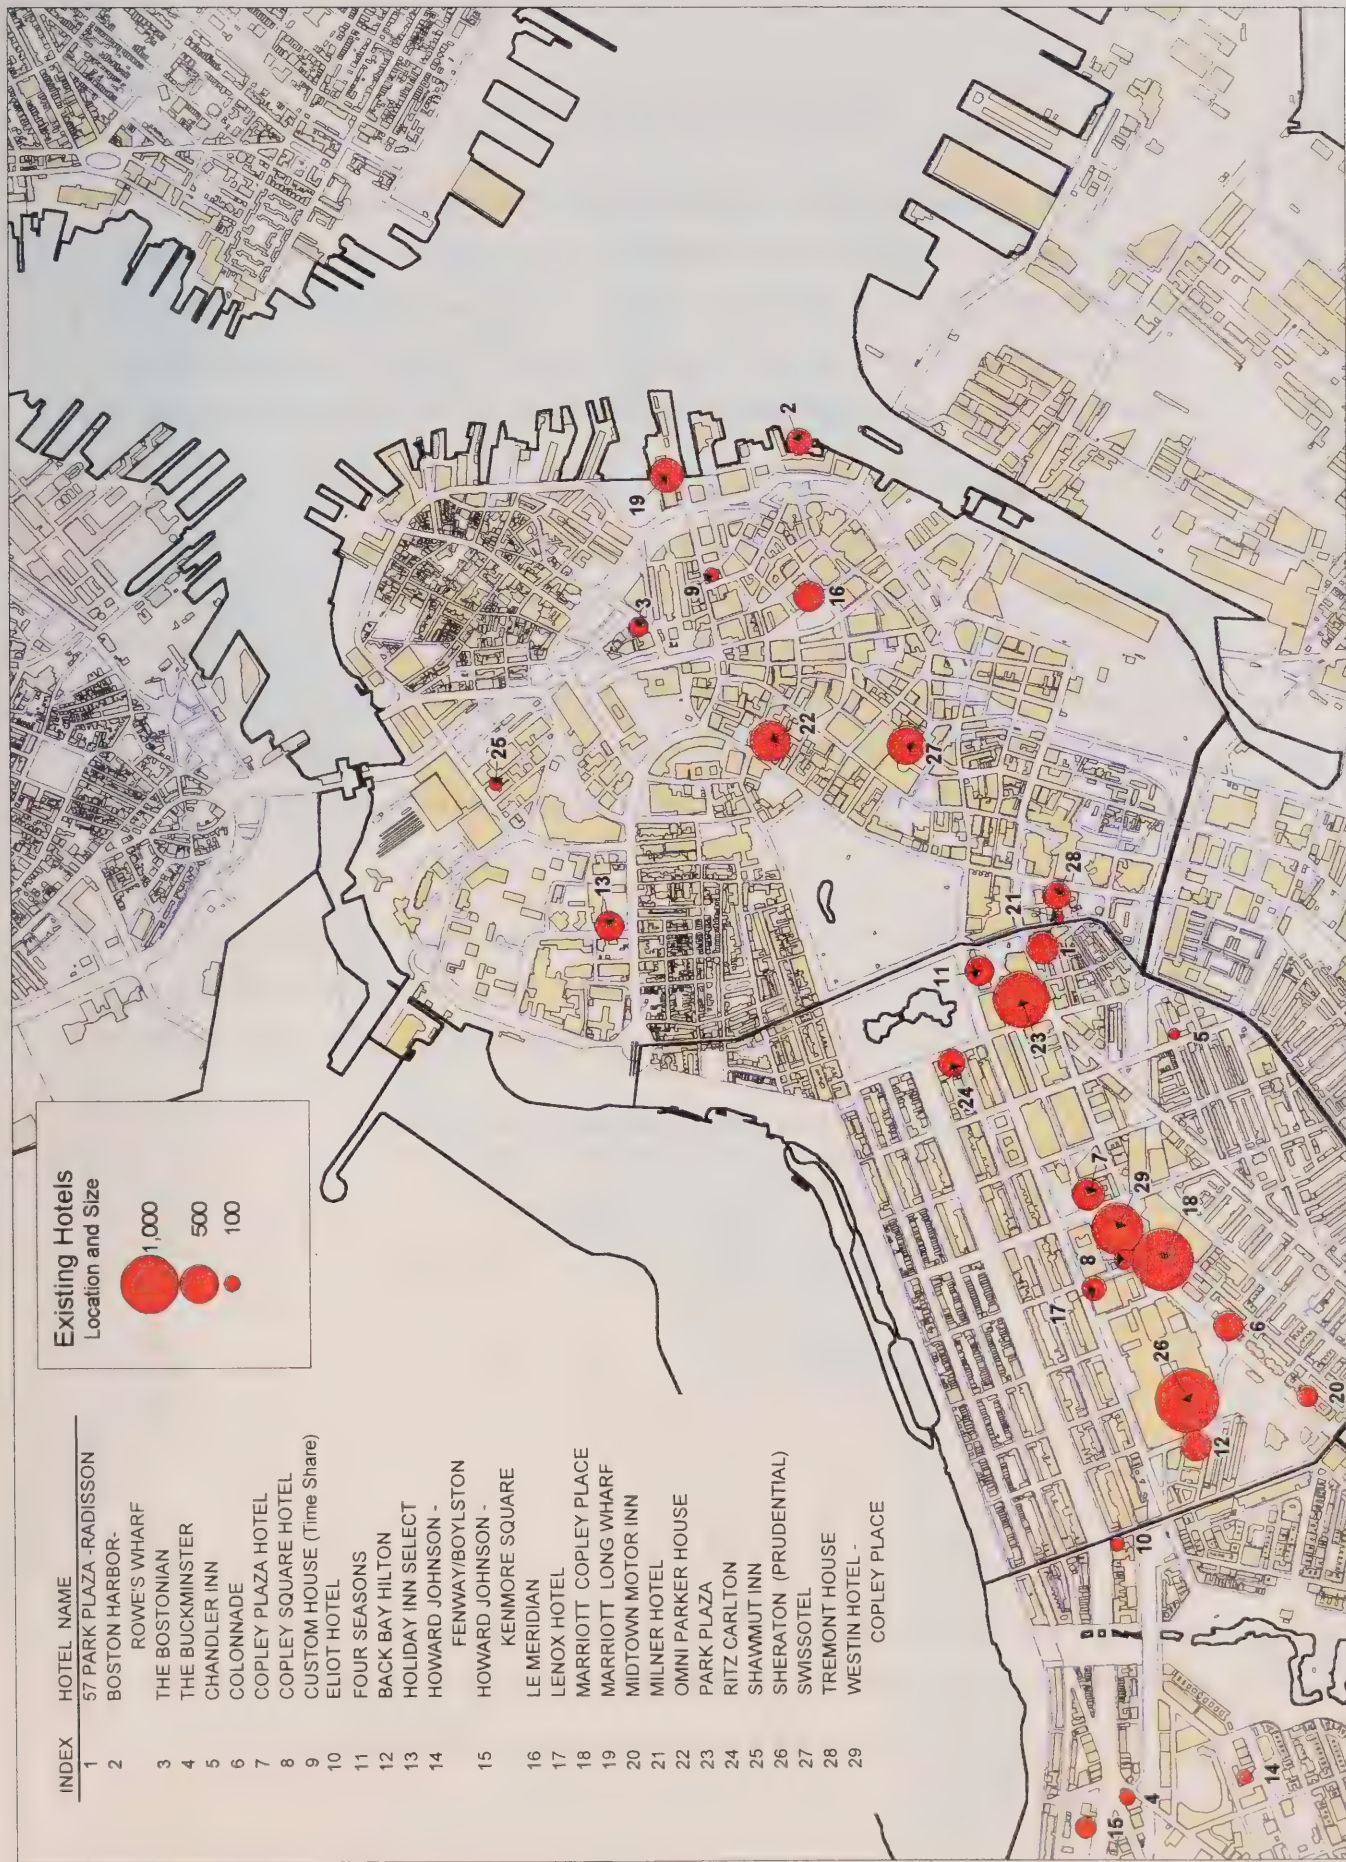 Existing Hotels
Location and Size
1,000
500
100
INDEX HOTEL NAME
1 57 PARK PLAZA -RADISSON
2 BOSTON HARBOR-
ROWE'S WHARF
3 THE BOSTONIAN
4 THE BUCKMINSTER
5 CHANDLER INN
6 COLONNADE
7 COPLEY PLAZA HOTEL
8 COPLEY SQUARE HOTEL
9 CUSTOM HOUSE (Time Share)
10 ELIOT HOTEL
11 FOUR SEASONS
12 BACK BAY HILTON
13 HOLIDAY INN SELECT
14 HOWARD JOHNSON -
FENWAY/BOYLSTON
15 HOWARD JOHNSON -
KENMORE SQUARE
16 LE MERIDIAN
17 LENOX HOTEL
18 MARRIOTT COPLEY PLACE
19 MARRIOTT LONG WHARF
20 MIDTOWN MOTOR INN
21 MILNER HOTEL
22 OMNI PARKER HOUSE
23 PARK PLAZA
24 RITZ CARLTON
25 SHAWMUT INN
26 SHERATON (PRUDENTIAL)
27 SWISSOTEL
28 TREMONT HOUSE
29 WESTIN HOTEL -
COPLEY PLACE
2
19
9
3
16
25
22
27
13
28
21
1
11
23
24
5
7
29
18
8
17
6
26
20
12
10
14
4
15